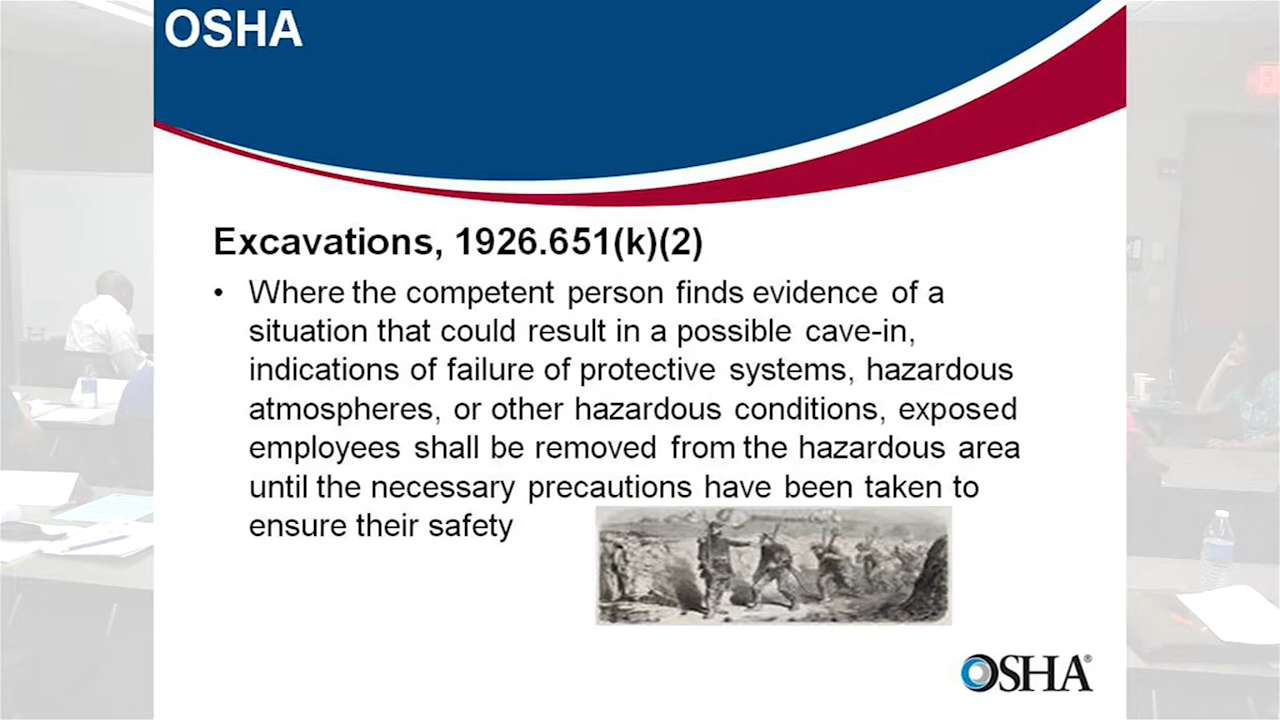 OSHA
Excavations, 1926.651(k)(2)
• Where the competent person finds evidence of a
situation that could result in a possible cave-in,
indications of failure of protective systems, hazardous
atmospheres, or other hazardous conditions, exposed
employees shall be removed from the hazardous area
until the necessary precautions have been taken to
ensure their safety
OSHA®